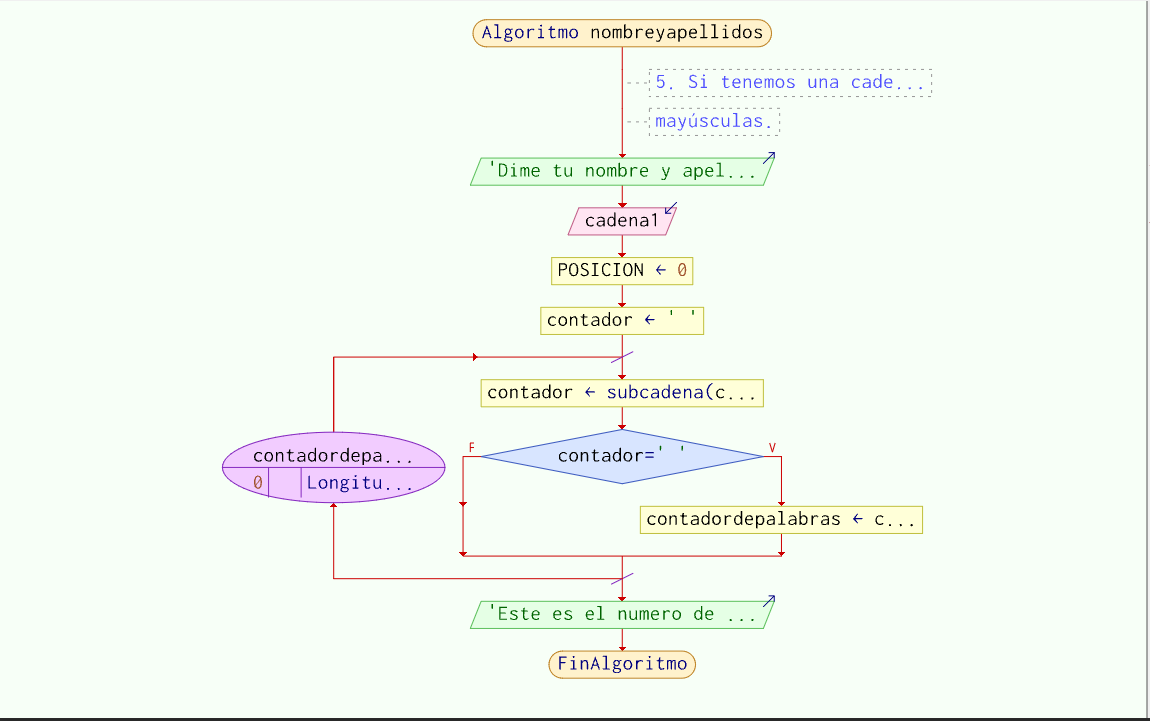 Algoritmo nombreyapellidos
5. Si tenemos una cade...
mayúsculas.
'Dime tu nombre y apel...
cadena1
POSICION ← 0
contador ← ' '
contador ← subcadena(c...
contadordepa...
0 Longitu...
F
contador=' '
V
contadordepalabras ← c...
'Este es el numero de ...
FinAlgoritmo